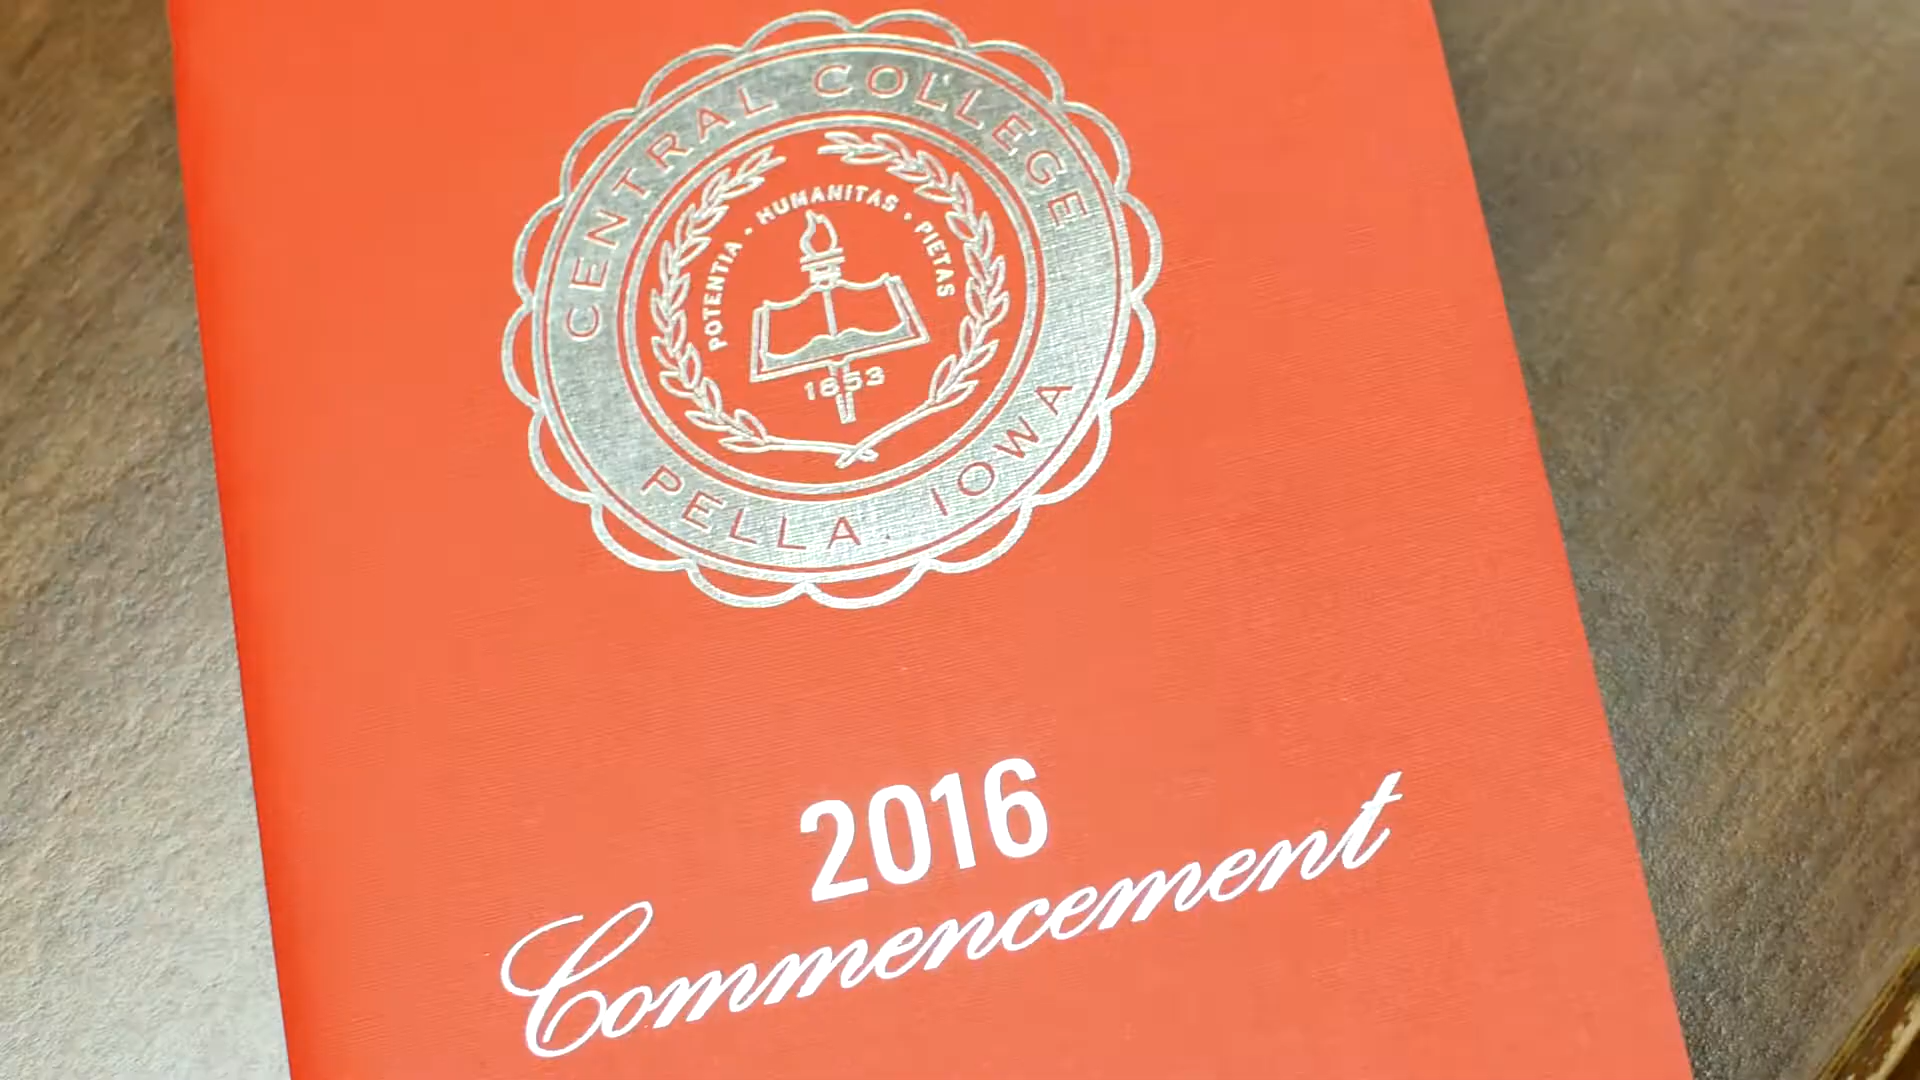 CENTRAL COLLEGE
POTENTIA · HUMANITAS · PIETAS
1853
PELLA, IOWA
2016
Commencement